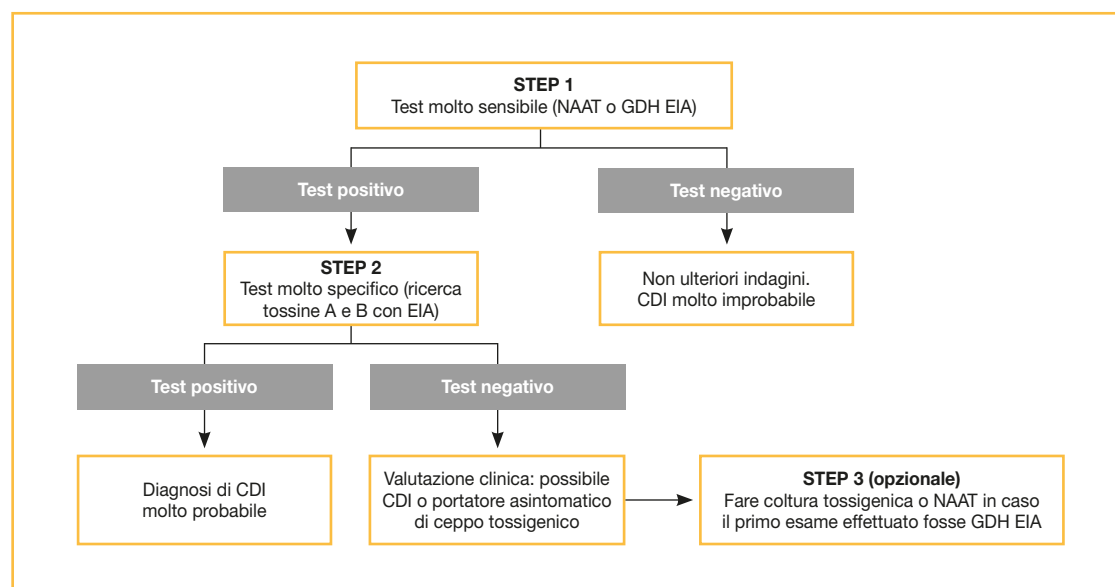 STEP 1
Test molto sensibile (NAAT o GDH EIA)
Test positivo
Test negativo
STEP 2
Test molto specifico (ricerca
tossine A e B con EIA)
Non ulteriori indagini.
CDI molto improbabile
Test positivo
Test negativo
Diagnosi di CDI
molto probabile
Valutazione clinica: possibile
CDI o portatore asintomatico
di ceppo tossigenico
STEP 3 (opzionale)
Fare coltura tossigenica o NAAT in caso
il primo esame effettuato fosse GDH EIA